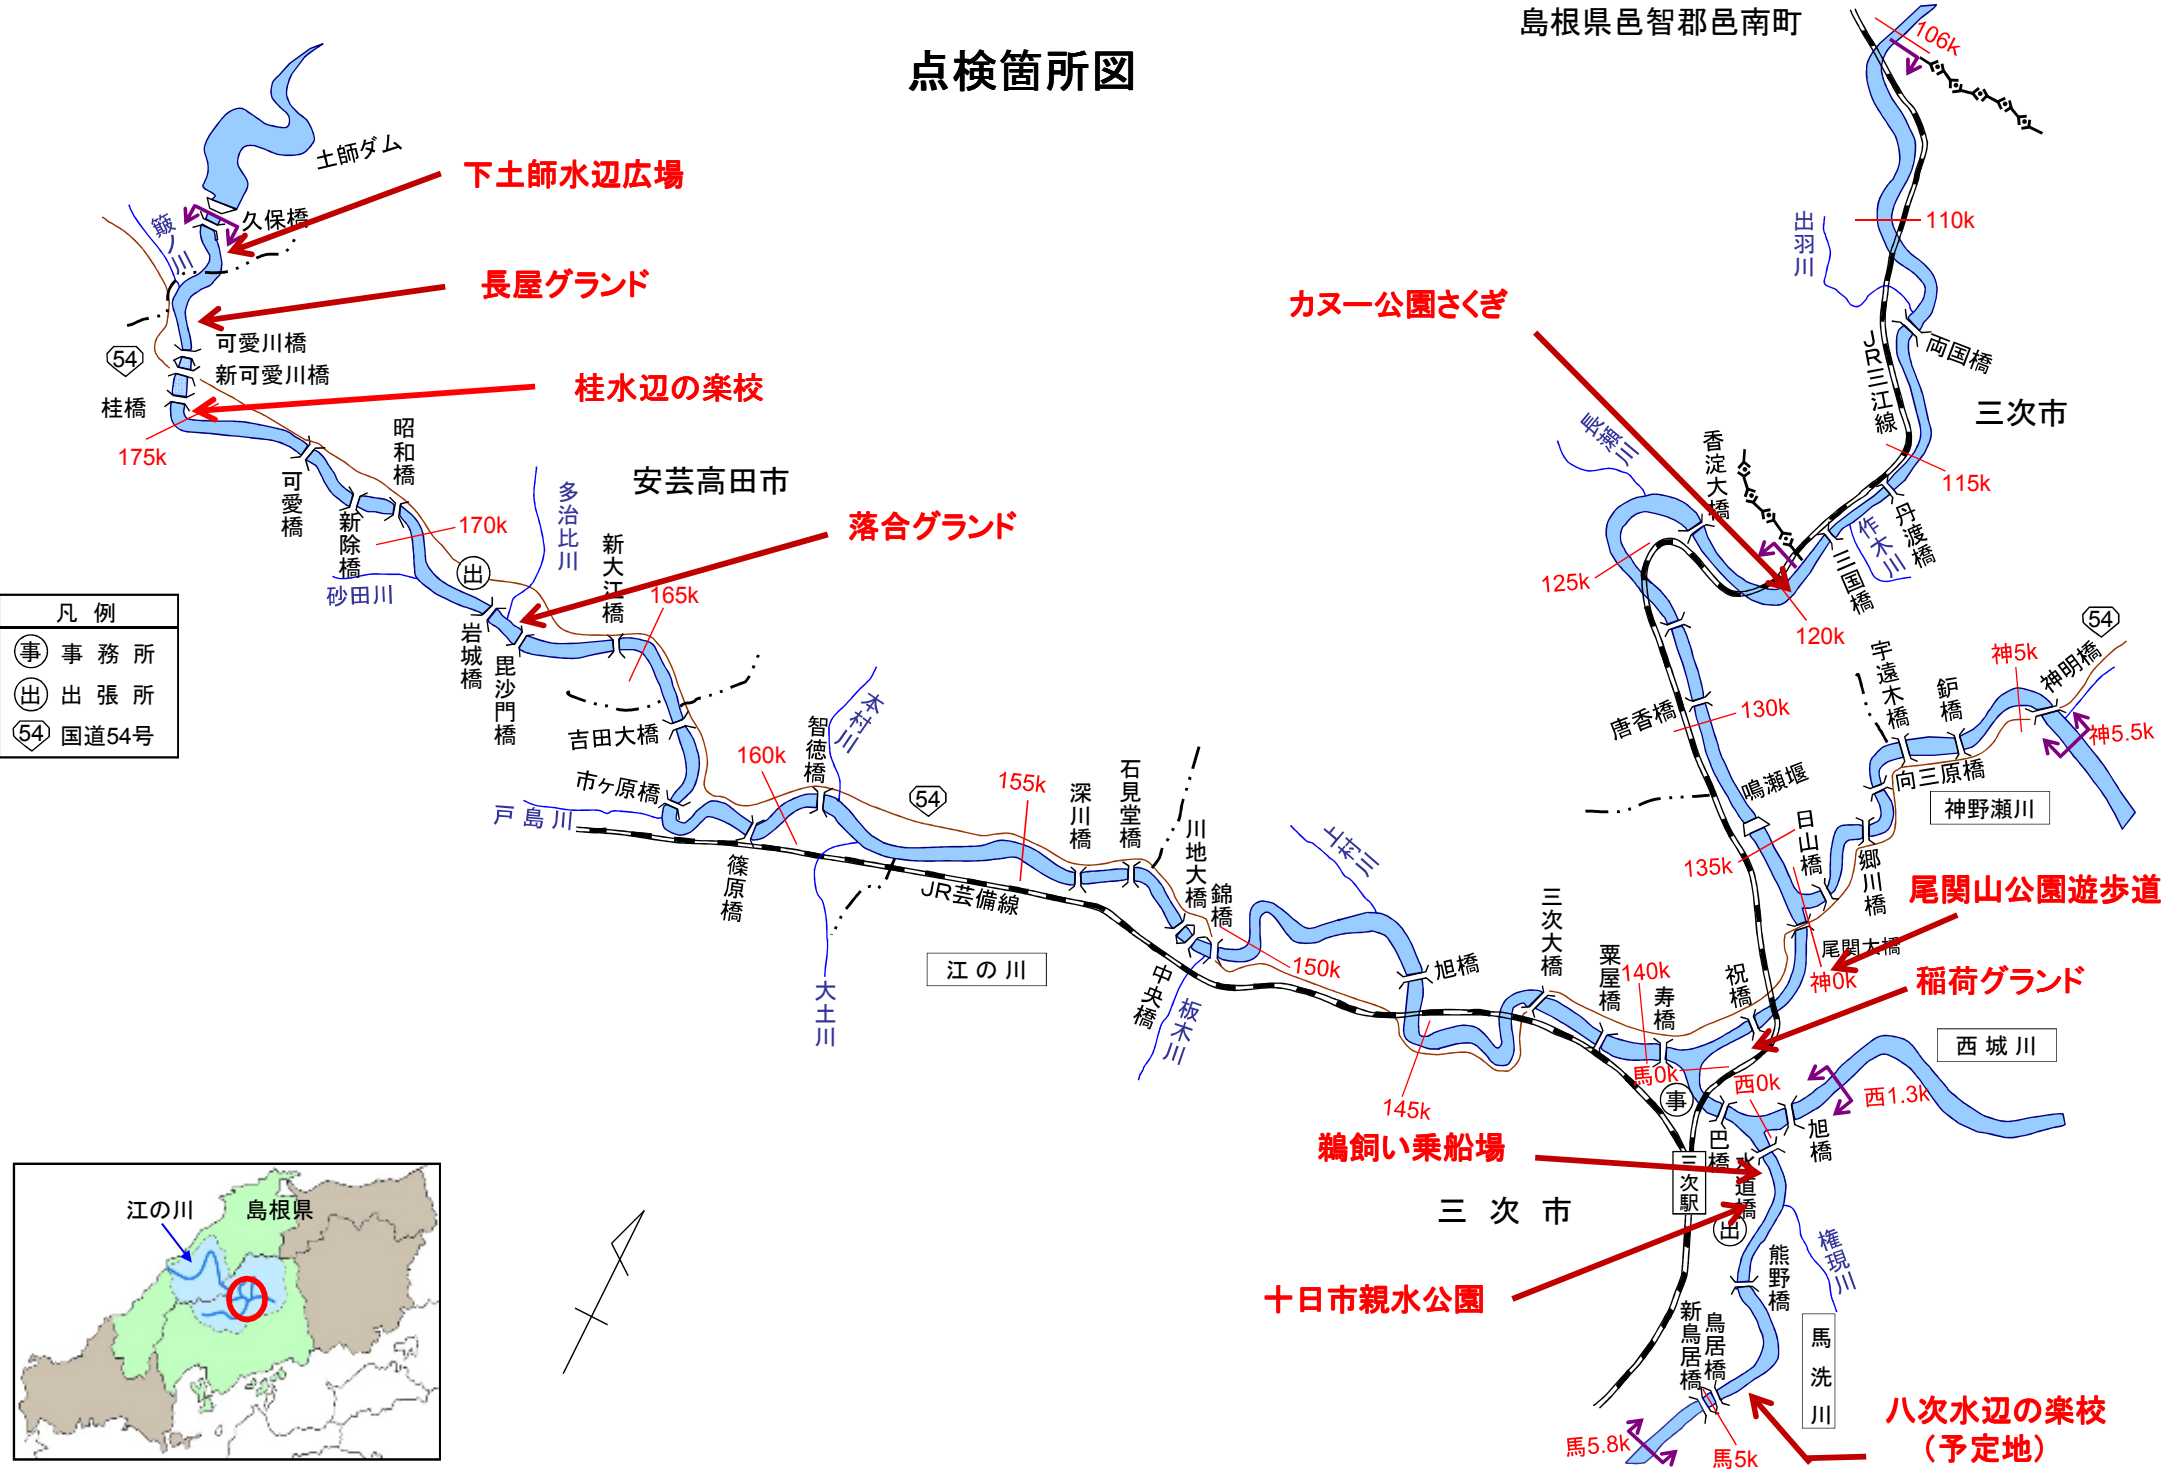 点検箇所図
島根県邑智郡邑南町
106k
土師ダム
下土師水辺広場
久保橋
簸ノ川
110k
出羽川
長屋グランド
カヌー公園さくぎ
可愛川橋
54
新可愛川橋
両国橋
JR三江線
桂水辺の楽校
桂橋
三次市
175k
昭和橋
長瀬川
香淀大橋
115k
可愛橋
安芸高田市
多治比川
新除橋
170k
落合グランド
丹渡橋
作木川
新大江橋
出
125k
三国橋
砂田川
165k
120k
凡例
事 事務所
出 出張所
54 国道54号
岩城橋
毘沙門橋
54
宇遠木橋
神5k
神明橋
鈩橋
本村川
唐香橋
130k
吉田大橋
智徳橋
神5.5k
160k
市ヶ原橋
155k
石見堂橋
鳴瀬堰
向三原橋
戸島川
54
深川橋
神野瀬川
川地大橋
日山橋
上村川
135k
郷川橋
篠原橋
JR芸備線
錦橋
三次大橋
尾関山公園遊歩道
尾関大橋
江の川
150k
旭橋
粟屋橋
140k
祝橋
神0k
稲荷グランド
中央橋
寿橋
大土川
板木川
西城川
馬0k
西0k
事
西1.3k
145k
鵜飼い乗船場
巴橋
旭橋
水道橋
三次駅
三次市
江の川
島根県
出
権現川
熊野橋
十日市親水公園
新鳥居橋
鳥居橋
馬洗川
八次水辺の楽校
（予定地）
馬5.8k
馬5k